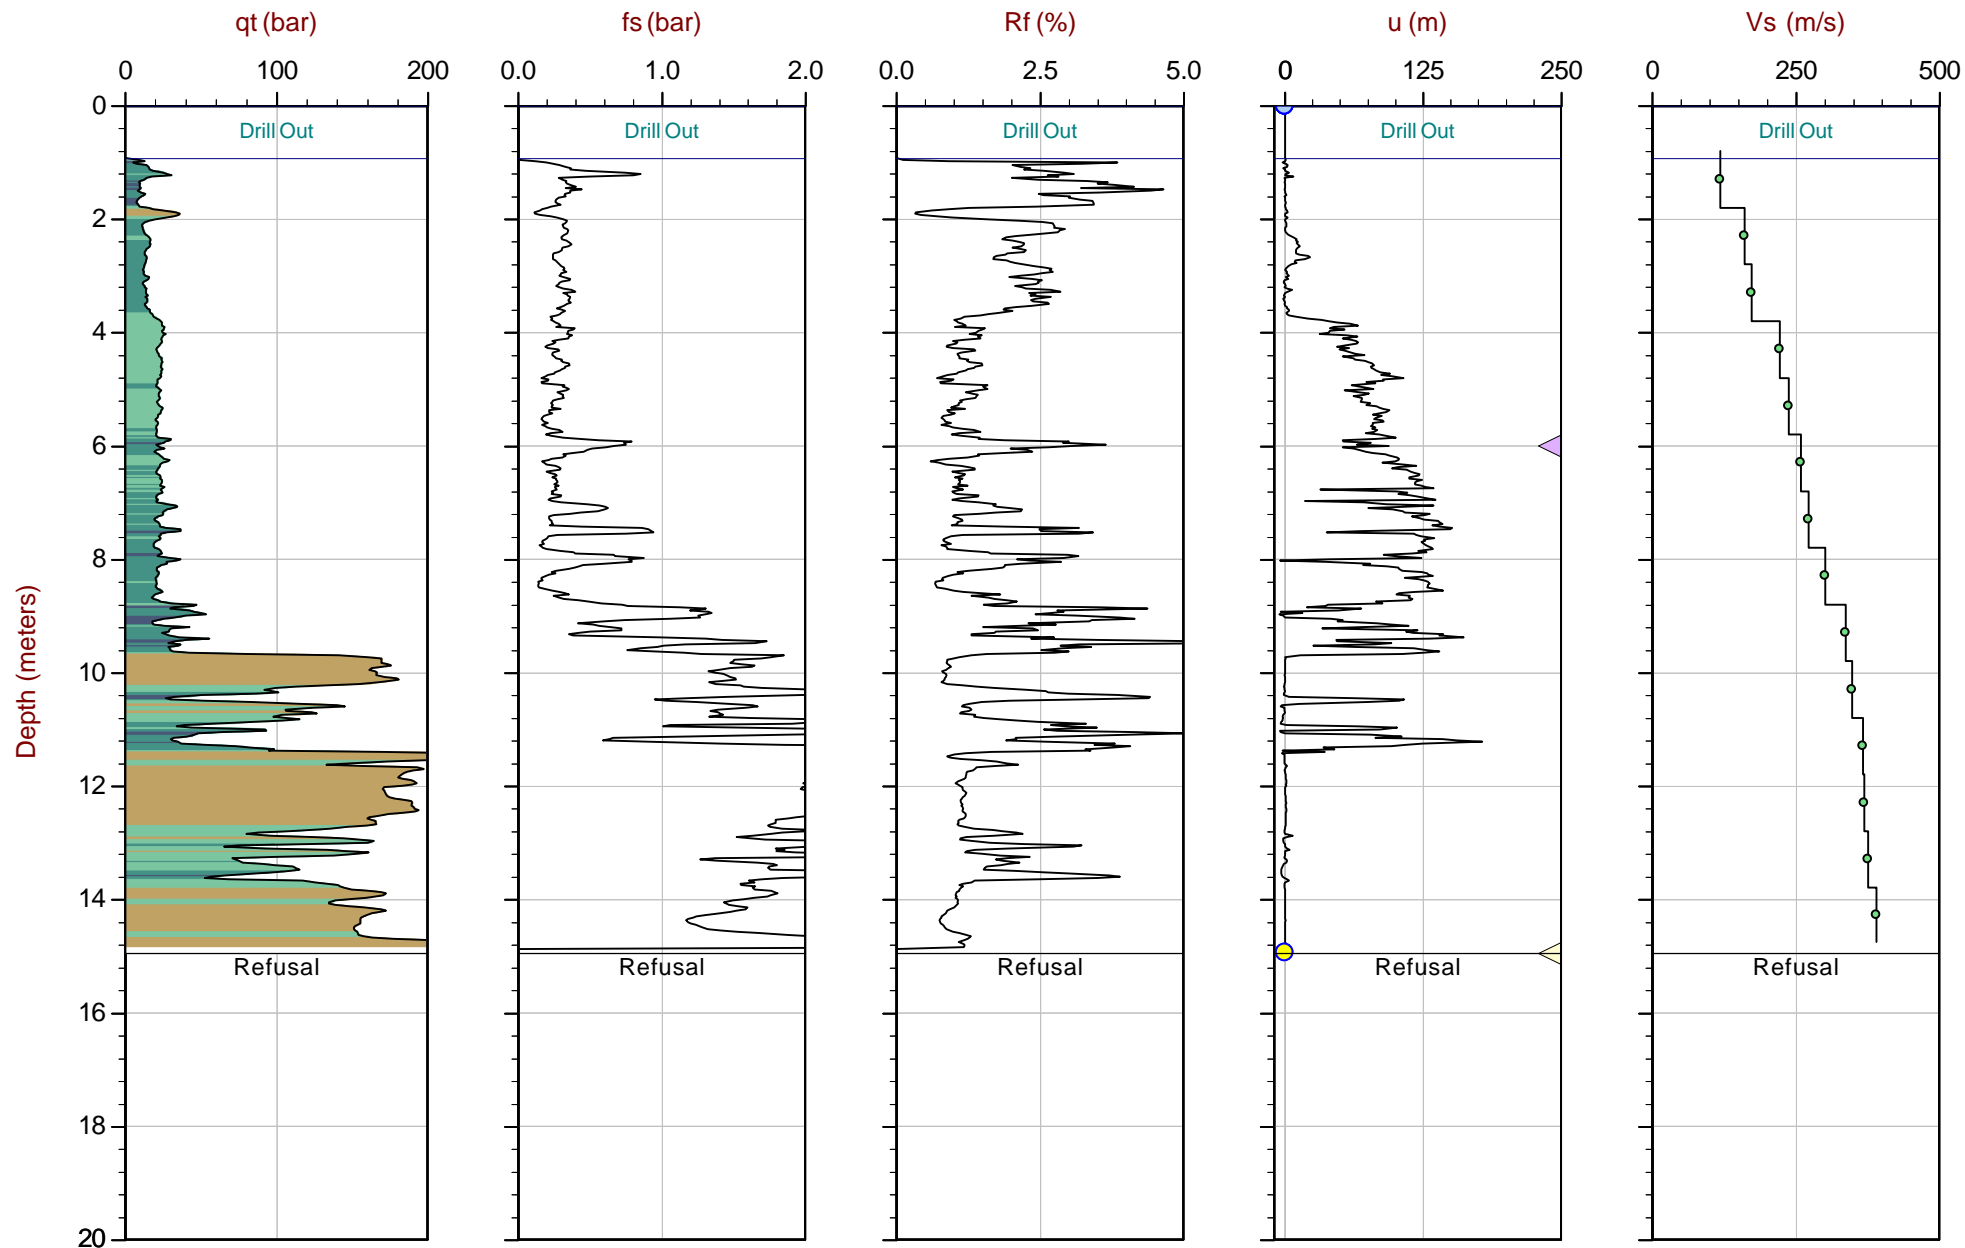 qt (bar) fs (bar) Rf (%) u (m) Vs (m/s)
0 100 200 0.0 1.0 2.0 0.0 2.5 5.0 0 125 250 0 250 500
0
Drill Out Drill Out Drill Out Drill Out Drill Out
2
4
6
8
10
12
14
Refusal Refusal Refusal Refusal Refusal
16
18
20
Depth (meters)